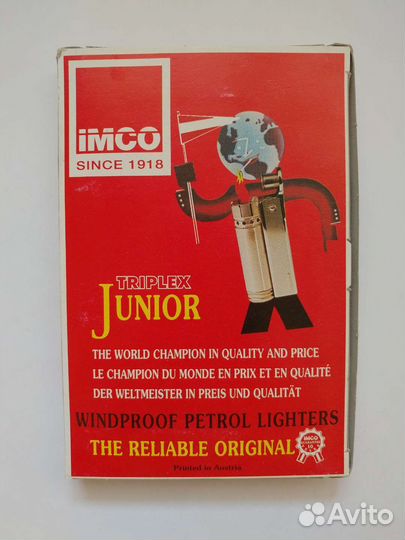 iMCO
SINCE 1918
TRIPLEX
JUNIOR
THE WORLD CHAMPION IN QUALITY AND PRICE
LE CHAMPION DU MONDE EN PRIX ET EN QUALITÉ
DER WELTMEISTER IN PREIS UND QUALITÄT
WINDPROOF PETROL LIGHTERS
THE RELIABLE ORIGINAL
IMCO
Printed in Austria
Avito